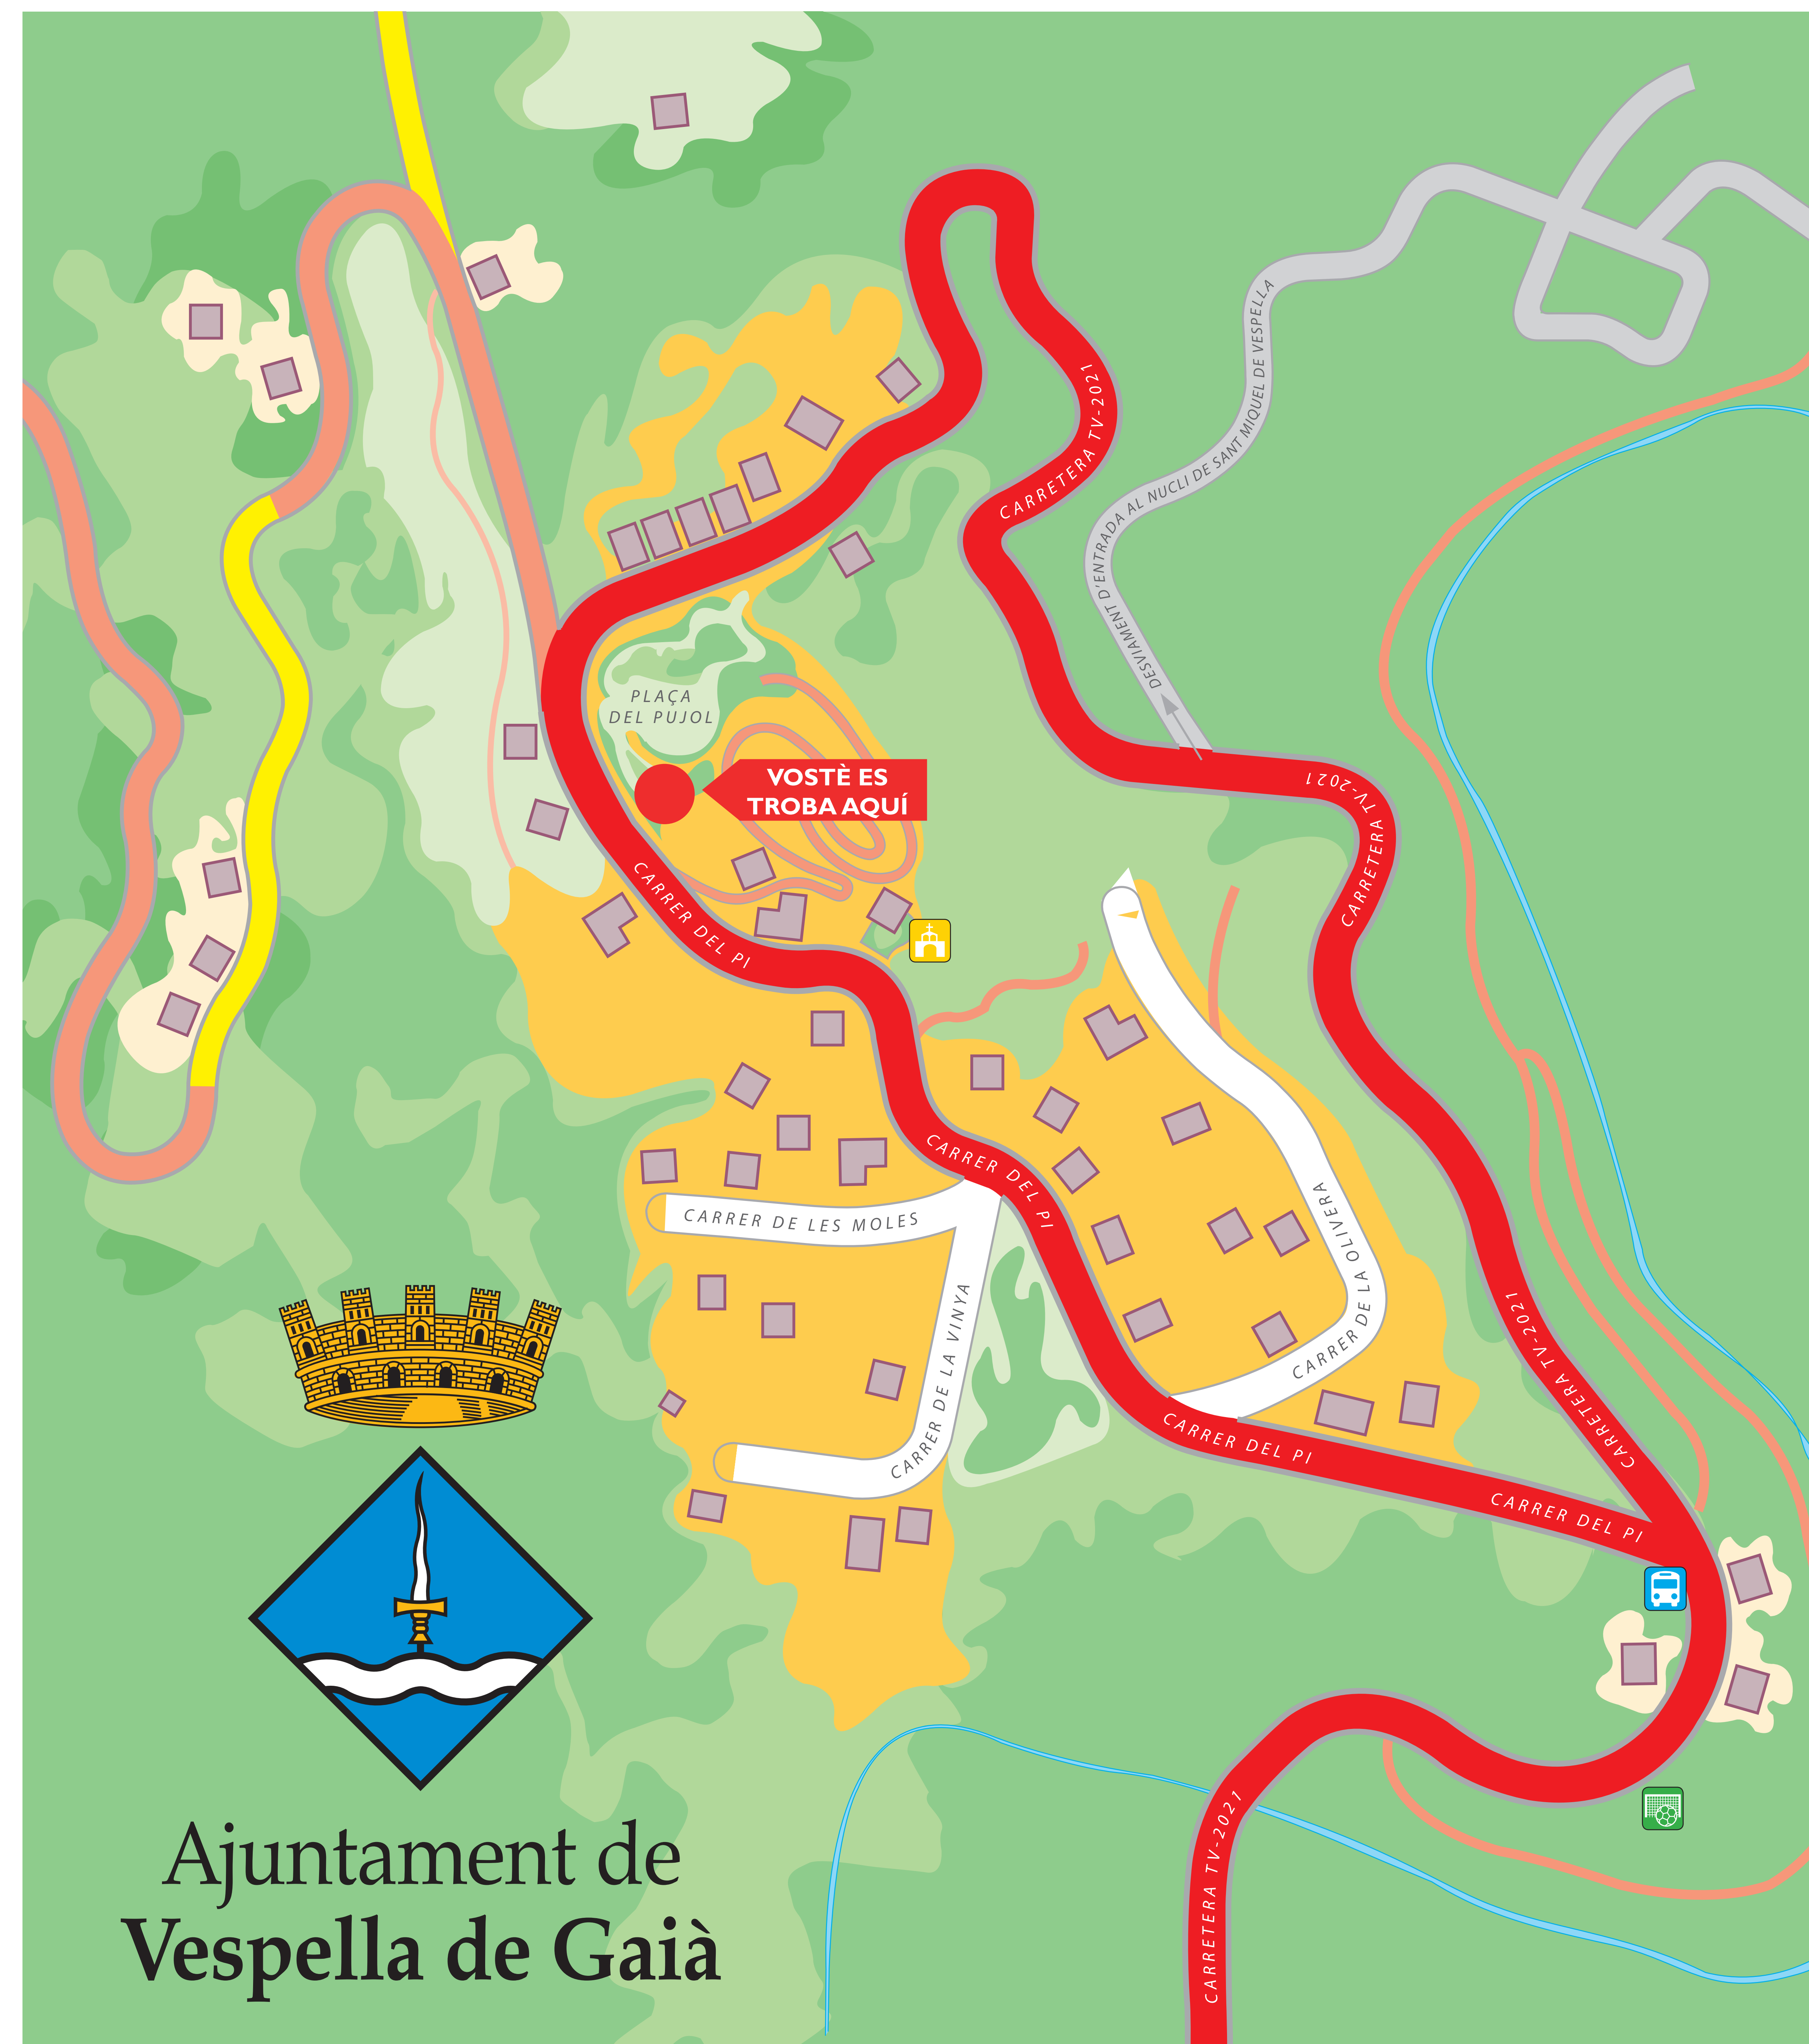 CARRETERA TV-2021
DESVIAMENT D'ENTRADA AL NUCLI DE SANT MIQUEL DE VESPELLA
PLAÇA
DEL PUJOL
VOSTÈ ES
TROBA AQUÍ
CARRETERA TV-2021
CARRER DEL PI
CARRER DEL PI
CARRER DE LES MOLES
CARRER DE LA VINYA
CARRER DE LA OLIVERA
CARRETERA TV-2021
CARRER DEL PI
CARRER DEL PI
CARRETERA TV-2021
Ajuntament de
Vespella de Gaià